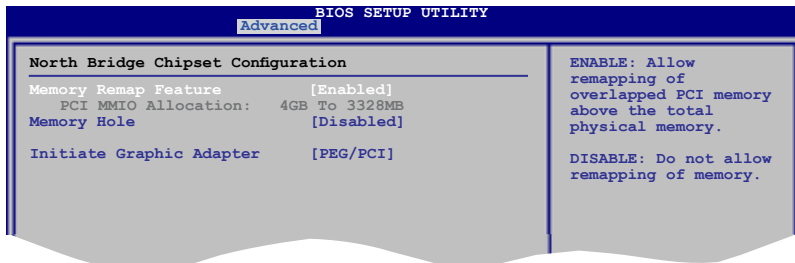 BIOS SETUP UTILITY
Advanced
North Bridge Chipset Configuration
Memory Remap Feature [Enabled]
PCI MMIO Allocation: 4GB To 3328MB
Memory Hole [Disabled]
Initiate Graphic Adapter [PEG/PCI]
ENABLE: Allow
remapping of
overlapped PCI memory
above the total
physical memory.
DISABLE: Do not allow
remapping of memory.